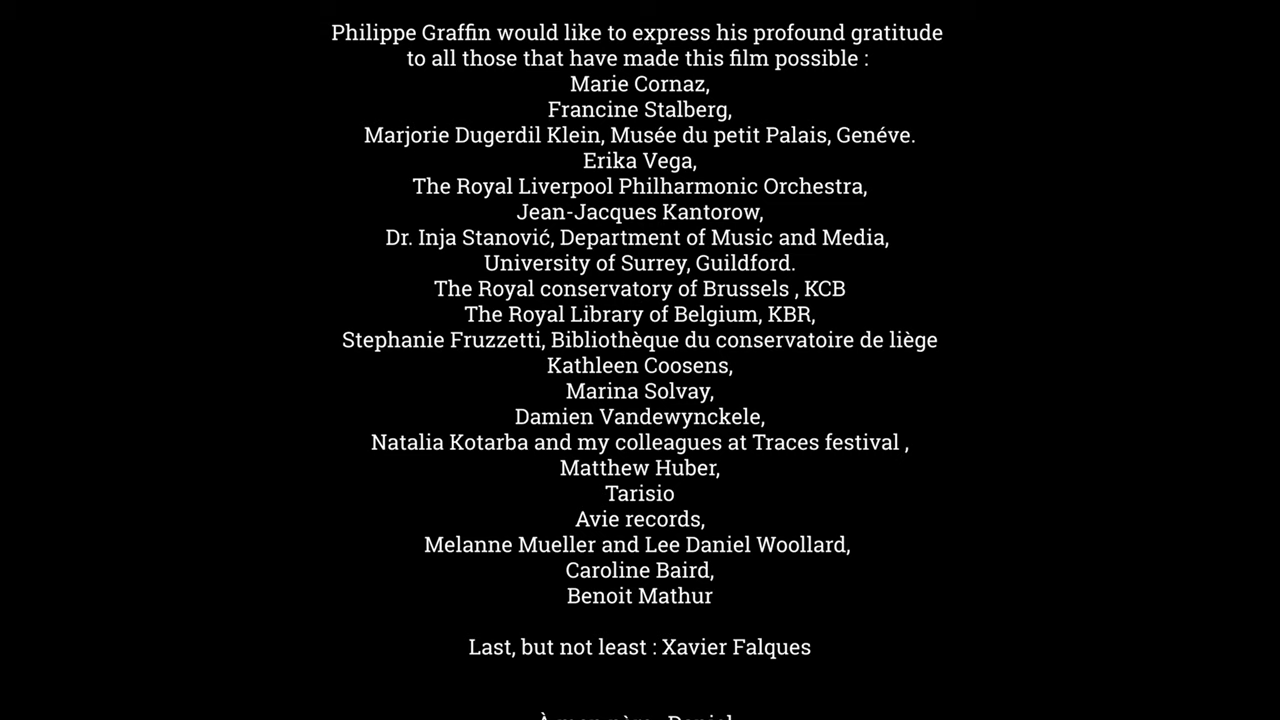 Philippe Graffin would like to express his profound gratitude
to all those that have made this film possible :
Marie Cornaz,
Francine Stalberg,
Marjorie Dugerdil Klein, Musée du petit Palais, Genéve.
Erika Vega,
The Royal Liverpool Philharmonic Orchestra,
Jean-Jacques Kantorow,
Dr. Inja Stanović, Department of Music and Media,
University of Surrey, Guildford.
The Royal conservatory of Brussels , KCB
The Royal Library of Belgium, KBR,
Stephanie Fruzzetti, Bibliothèque du conservatoire de liège
Kathleen Coosens,
Marina Solvay,
Damien Vandewynckele,
Natalia Kotarba and my colleagues at Traces festival ,
Matthew Huber,
Tarisio
Avie records,
Melanne Mueller and Lee Daniel Woollard,
Caroline Baird,
Benoit Mathur
Last, but not least : Xavier Falques